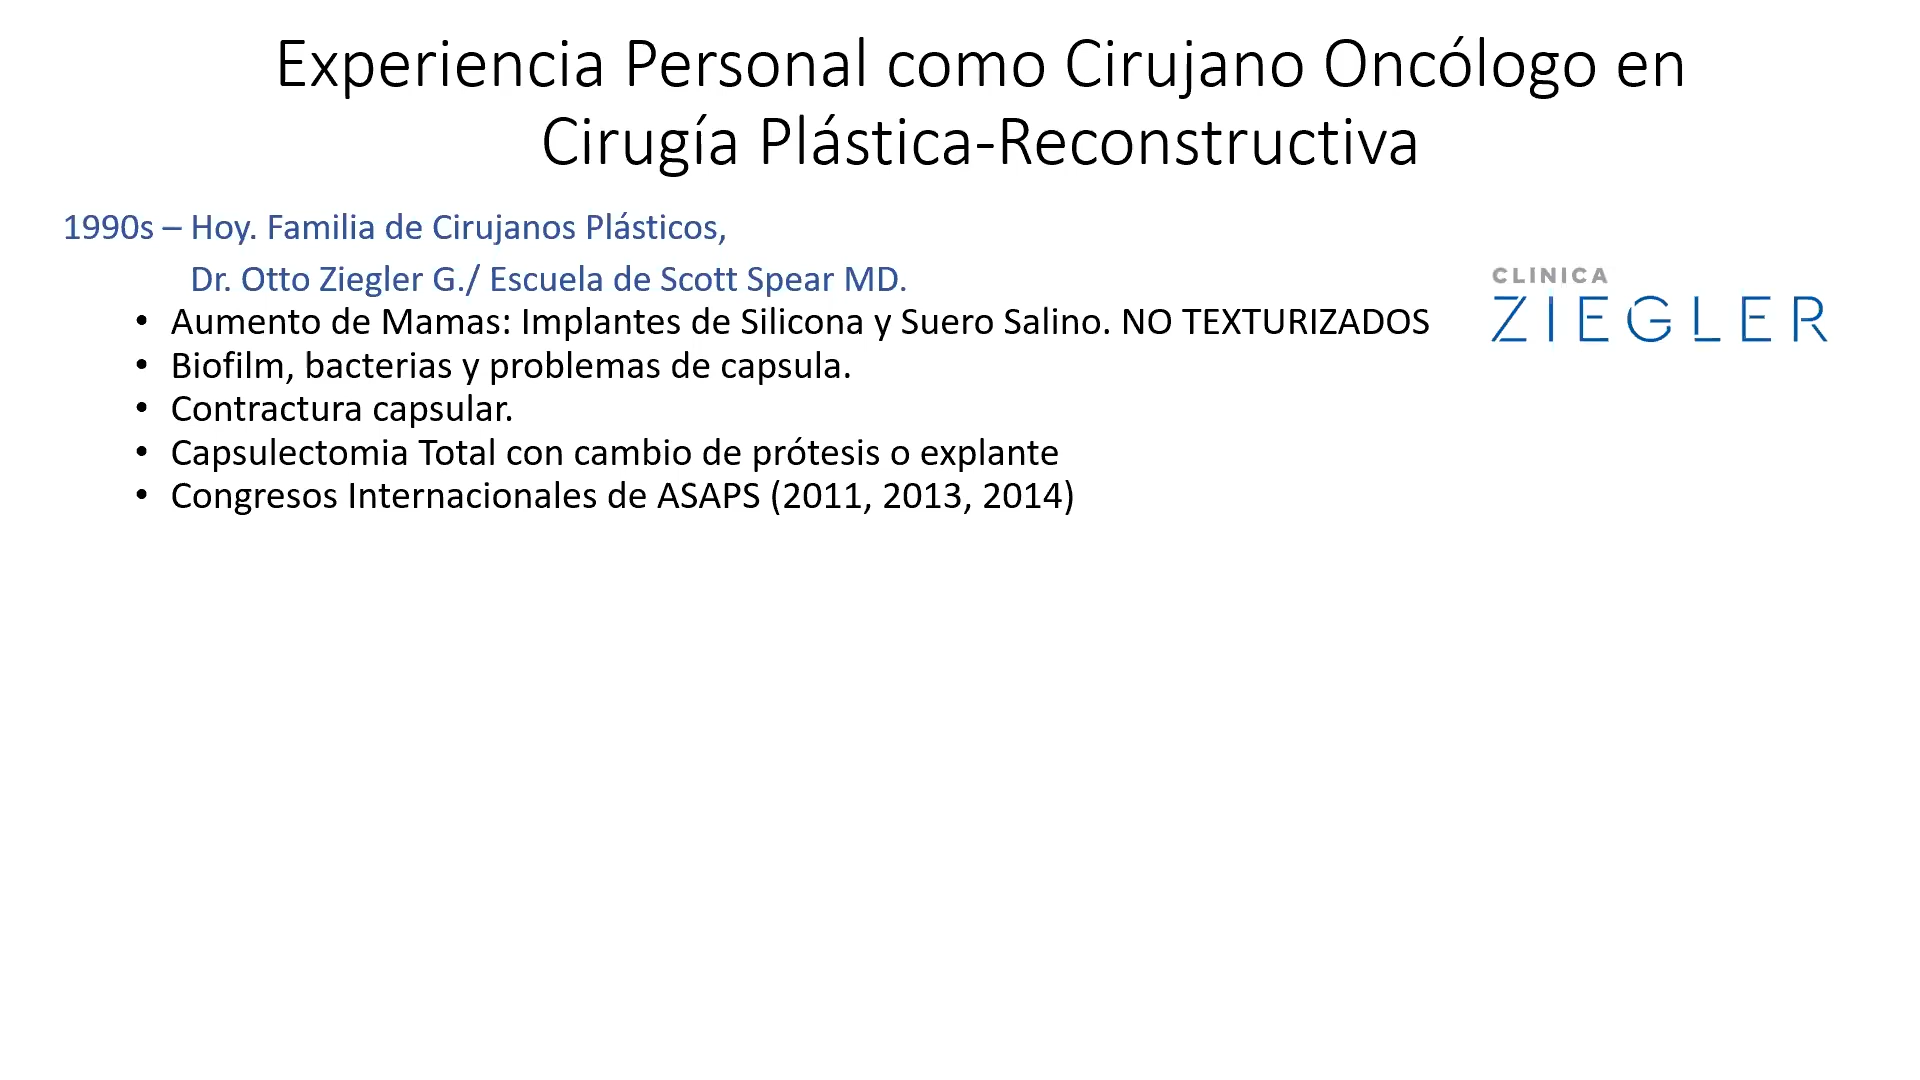 Experiencia Personal como Cirujano Oncólogo en
Cirugía Plástica-Reconstructiva
1990s – Hoy. Familia de Cirujanos Plásticos,
Dr. Otto Ziegler G./ Escuela de Scott Spear MD.
• Aumento de Mamas: Implantes de Silicona y Suero Salino. NO TEXTURIZADOS
• Biofilm, bacterias y problemas de capsula.
• Contractura capsular.
• Capsulectomia Total con cambio de prótesis o explante
• Congresos Internacionales de ASAPS (2011, 2013, 2014)
CLINICA
ZIEGLER